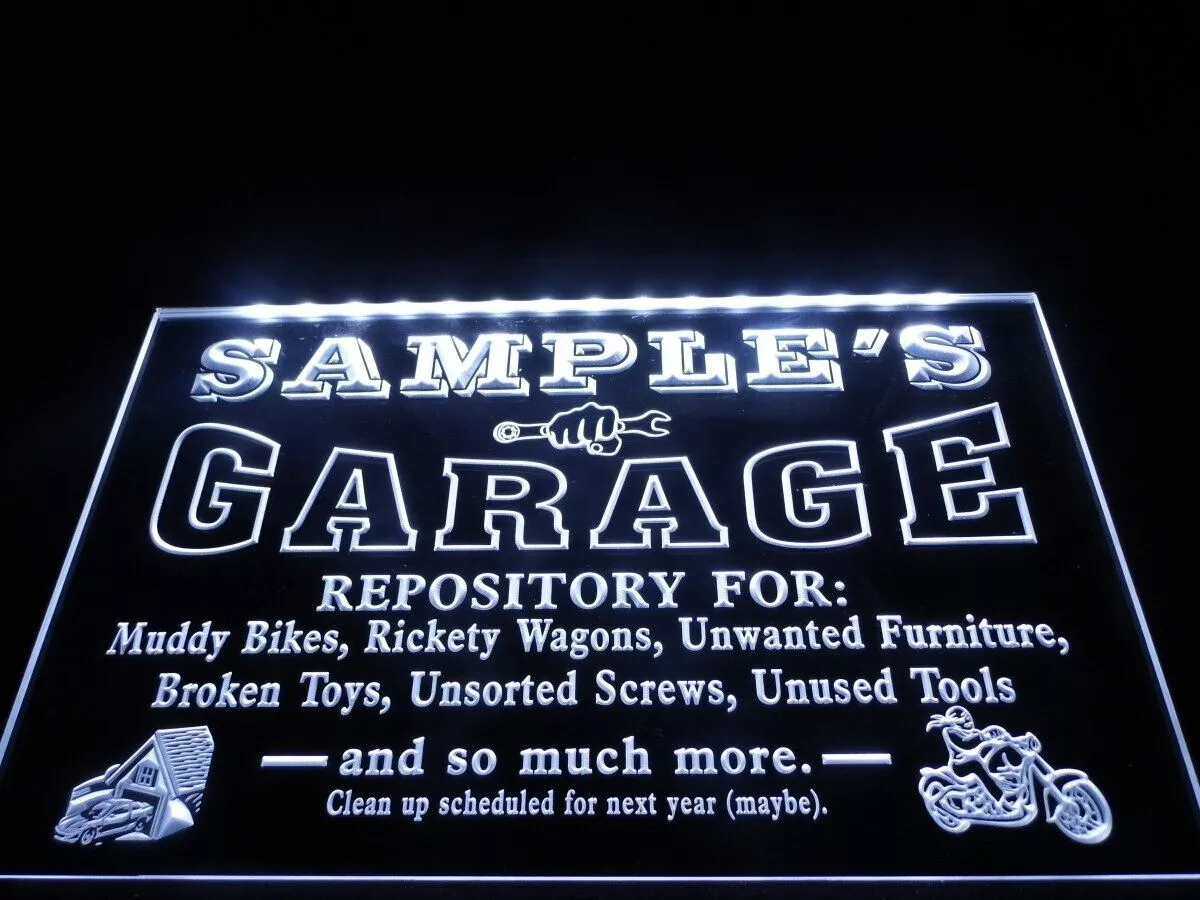 SAMPLE'S
GARAGE
REPOSITORY FOR:
Muddy Bikes, Rickety Wagons, Unwanted Furniture,
Broken Toys, Unsorted Screws, Unused Tools
—and so much more.—
Clean up scheduled for next year (maybe).